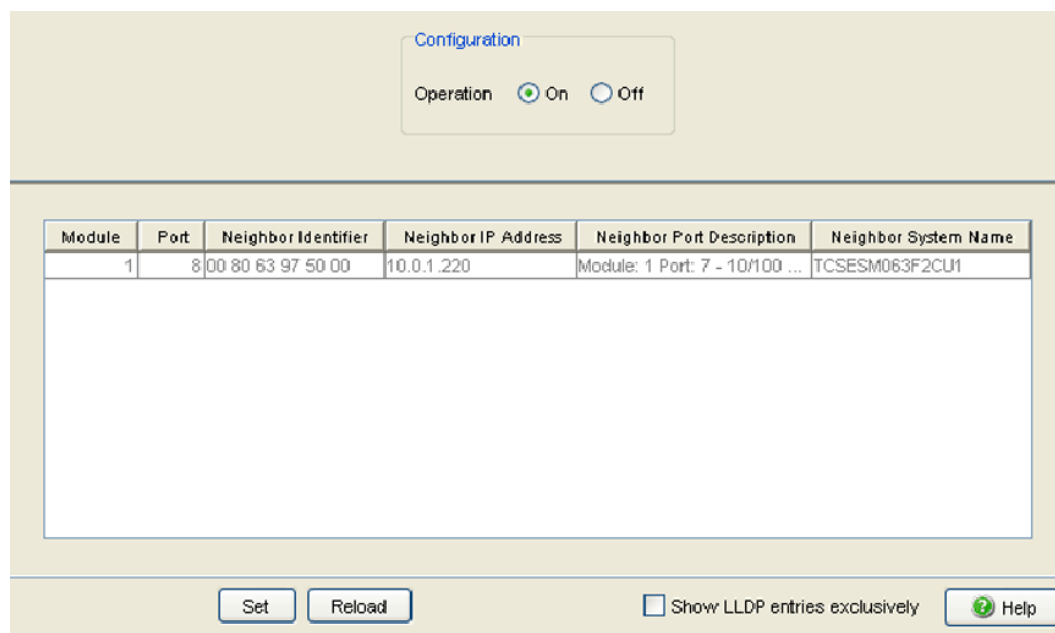 Configuration
Operation On Off
Module Port Neighbor Identifier Neighbor IP Address Neighbor Port Description Neighbor System Name
1 8 00 80 63 97 50 00 10.0.1.220 Module: 1 Port: 7 - 10/100 ... TCSESM063F2CU1
Set Reload Show LLDP entries exclusively Help